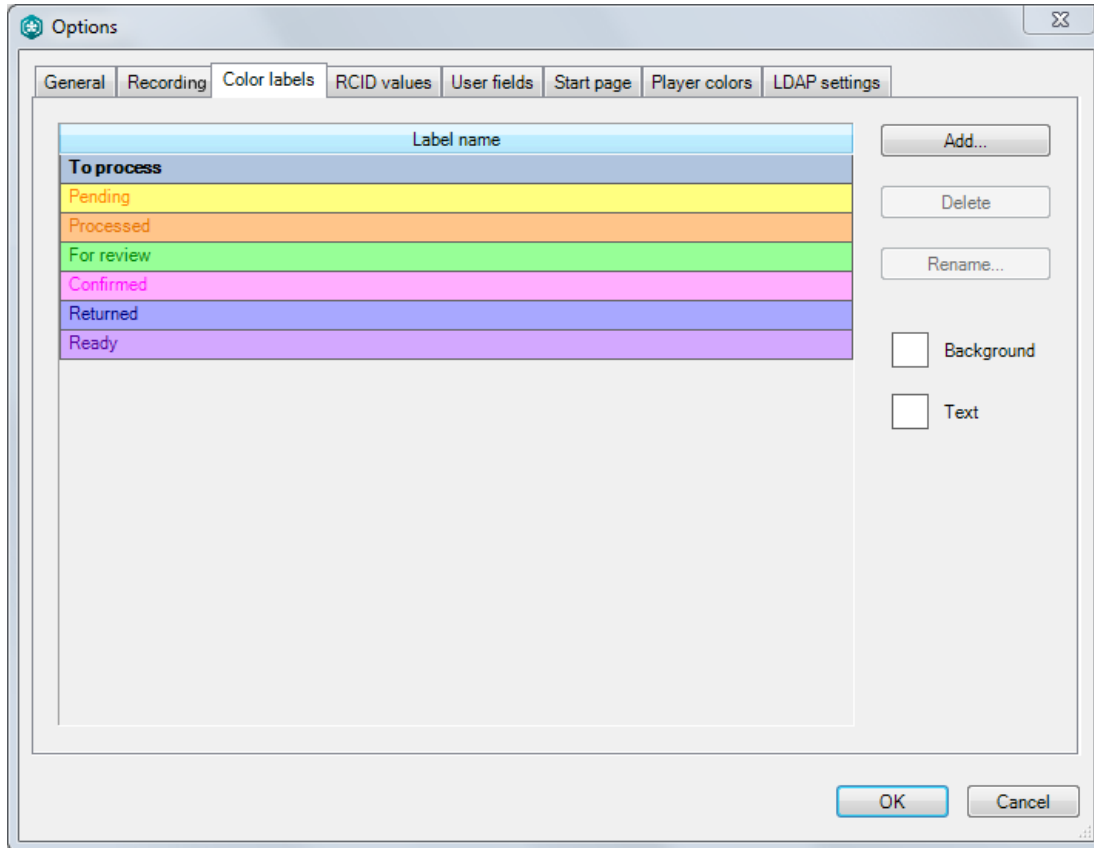 Options
General Recording Color labels RCID values User fields Start page Player colors LDAP settings
Label name
To process
Pending
Processed
For review
Confirmed
Returned
Ready
Add...
Delete
Rename...
Background
Text
OK Cancel